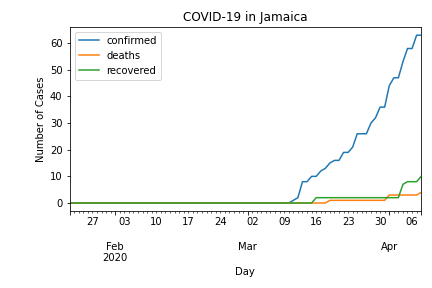 COVID-19 in Jamaica
confirmed
deaths
recovered
Number of Cases
60
50
40
30
20
10
0
27 03 10 17 24 02 09 16 23 30 06
Feb Mar Apr
2020
Day